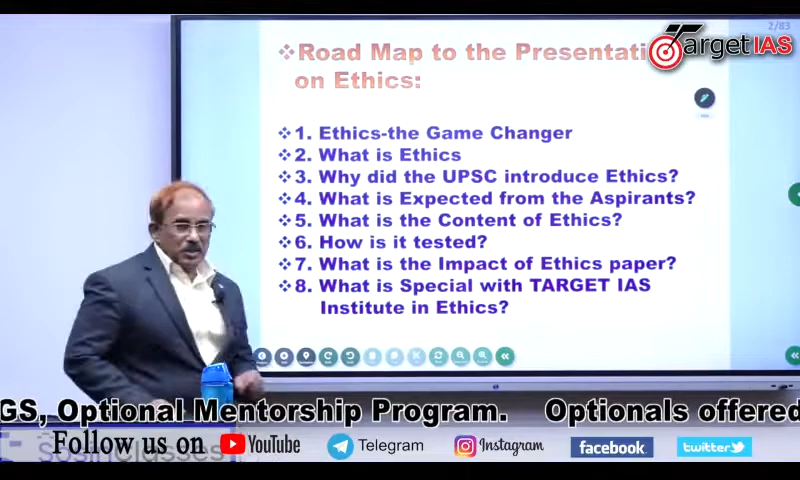 2/83
Target IAS
❖Road Map to the Presentati
on Ethics:
❖1. Ethics-the Game Changer
❖2. What is Ethics
❖3. Why did the UPSC introduce Ethics?
❖4. What is Expected from the Aspirants?
❖5. What is the Content of Ethics?
❖6. How is it tested?
❖7. What is the Impact of Ethics paper?
❖8. What is Special with TARGET IAS
Institute in Ethics?
GS, Optional Mentorship Program. Optionals offered
Follow us on YouTube Telegram Instagram facebook twitter